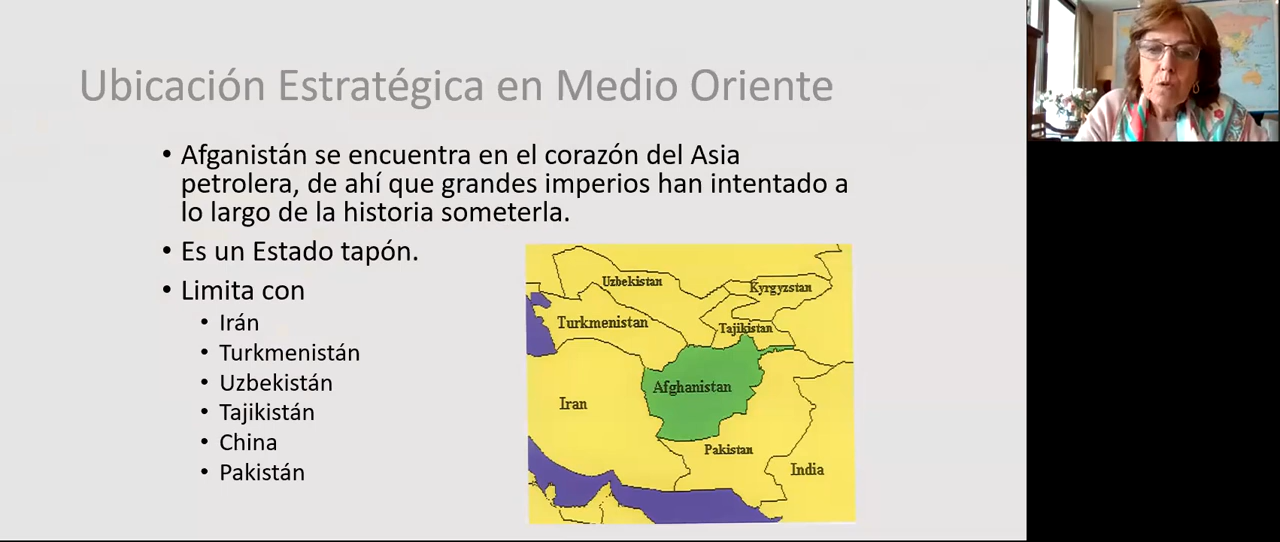 Ubicación Estratégica en Medio Oriente
• Afganistán se encuentra en el corazón del Asia
petrolera, de ahí que grandes imperios han intentado a
lo largo de la historia someterla.
• Es un Estado tapón.
• Limita con
• Irán
• Turkmenistán
• Uzbekistán
• Tajikistán
• China
• Pakistán
Uzbekistan
Kyrgyzstan
Turkmenistan
Tajikistan
Afghanistan
Iran
Pakistan
India